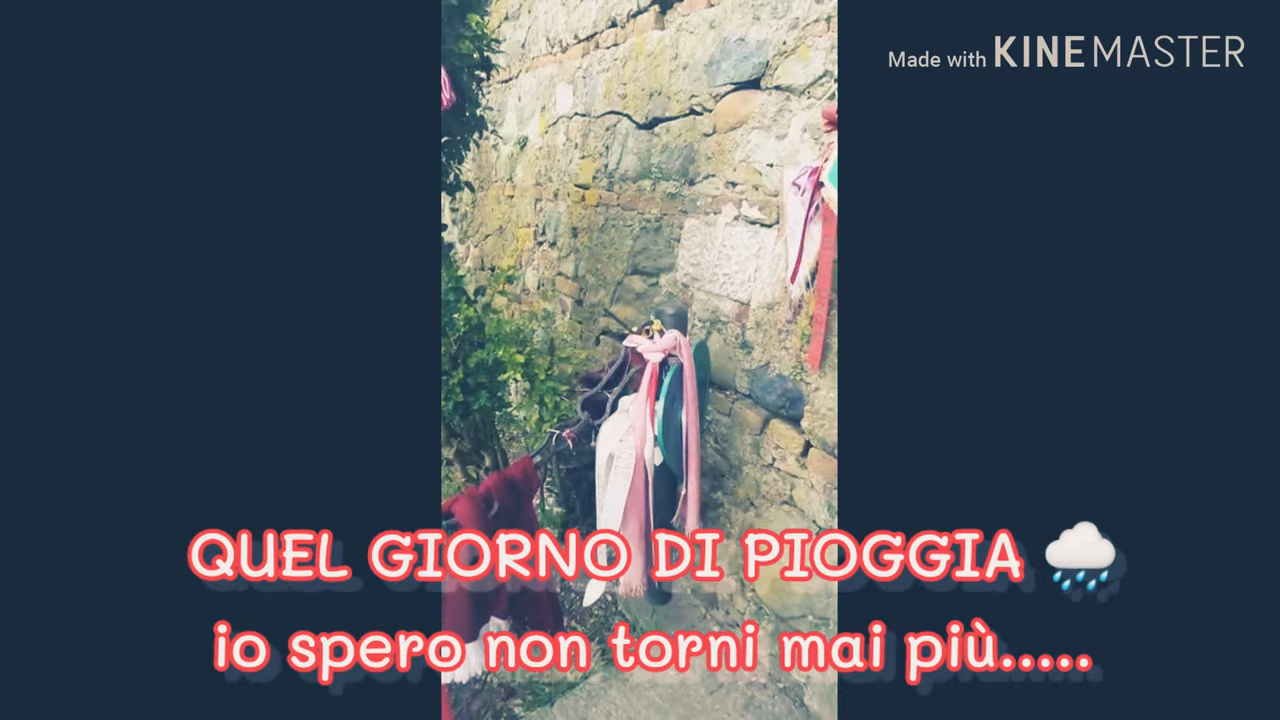 Made with KINEMASTER
QUEL GIORNO DI PIOGGIA 🌧️
io spero non torni mai più.....